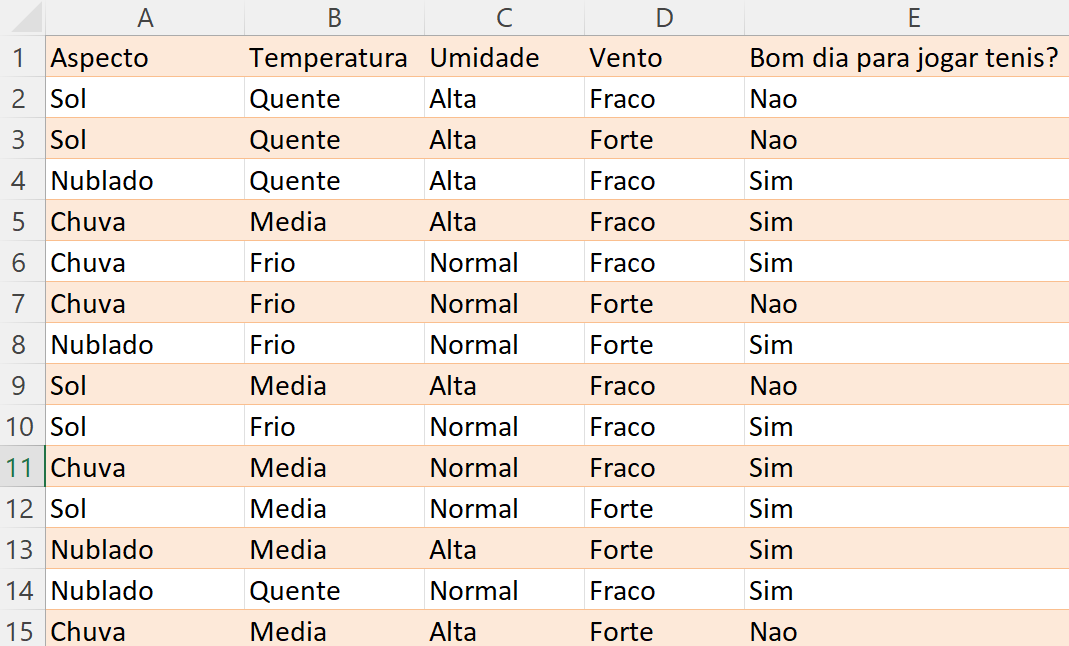 A B C D E
1 Aspecto Temperatura Umidade Vento Bom dia para jogar tenis?
2 Sol Quente Alta Fraco Nao
3 Sol Quente Alta Forte Nao
4 Nublado Quente Alta Fraco Sim
5 Chuva Media Alta Fraco Sim
6 Chuva Frio Normal Fraco Sim
7 Chuva Frio Normal Forte Nao
8 Nublado Frio Normal Forte Sim
9 Sol Media Alta Fraco Nao
10 Sol Frio Normal Fraco Sim
11 Chuva Media Normal Fraco Sim
12 Sol Media Normal Forte Sim
13 Nublado Media Alta Forte Sim
14 Nublado Quente Normal Fraco Sim
15 Chuva Media Alta Forte Nao